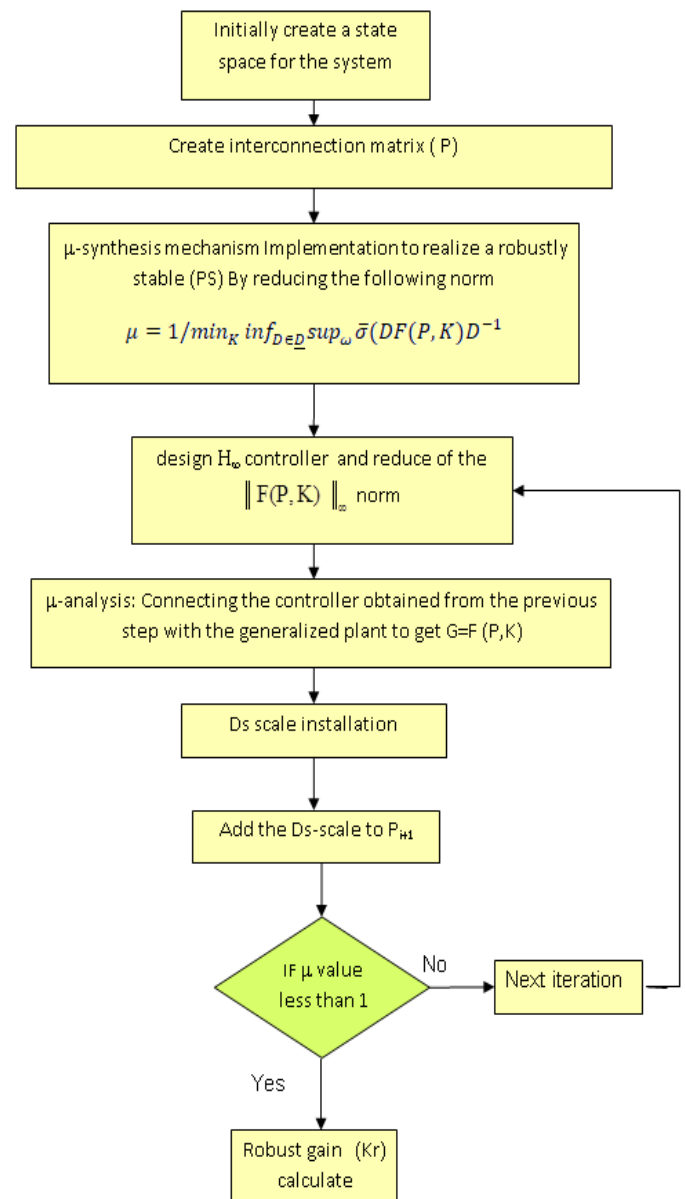 Initially create a state
space for the system
Create interconnection matrix ( P)
μ-synthesis mechanism Implementation to realize a robustly
stable (PS) By reducing the following norm
μ = 1/min_K inf_{D∈D̲} sup_ω σ̄(DF(P, K)D^{−1}
design H∞ controller and reduce of the
‖ F(P, K) ‖∞ norm
μ-analysis: Connecting the controller obtained from the previous
step with the generalized plant to get G=F (P,K)
Ds scale installation
Add the Ds-scale to P_{i+1}
IF μ value
less than 1
No
Next iteration
Yes
Robust gain (Kr)
calculate